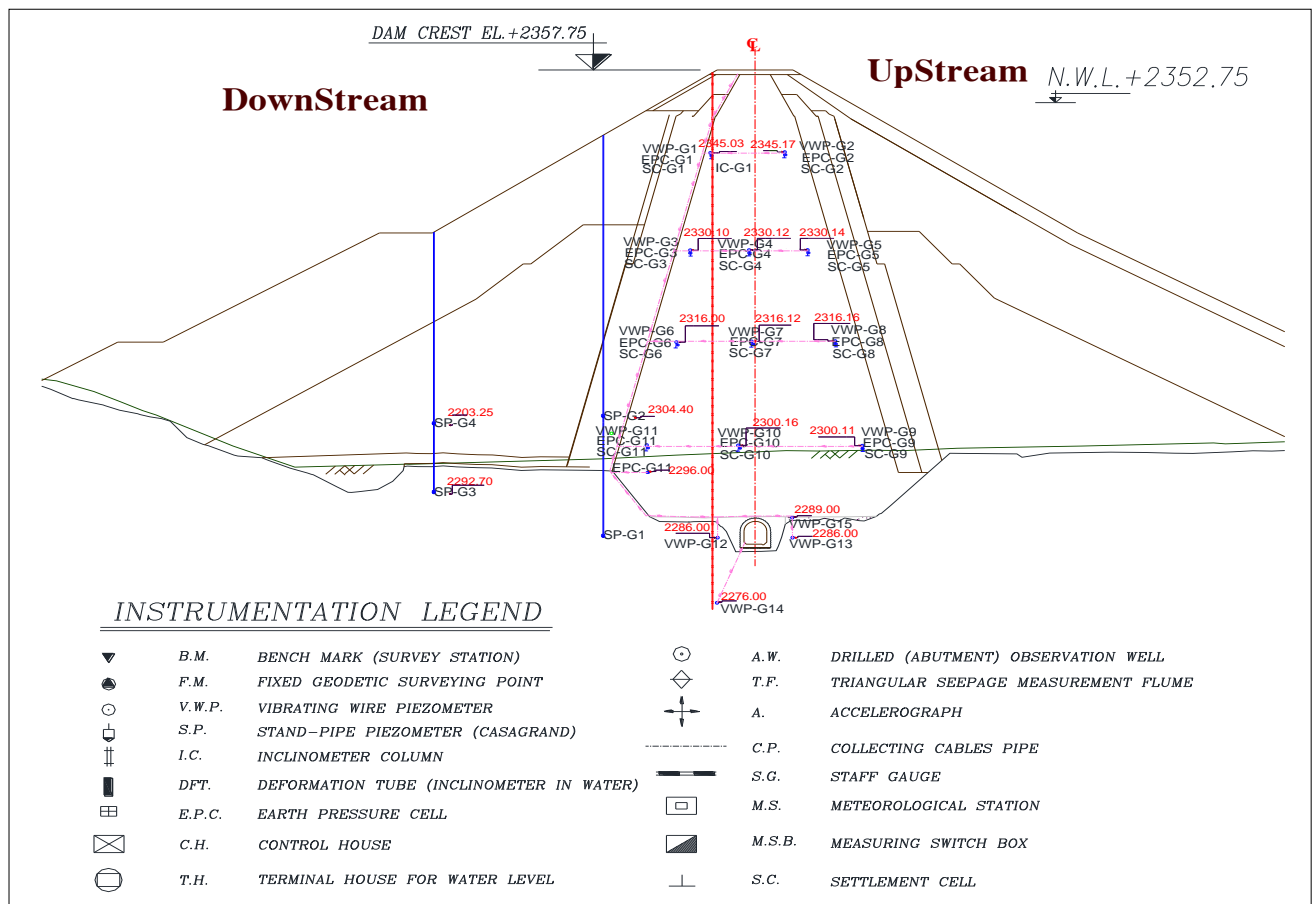 DAM CREST EL.+2357.75
℄
UpStream
N.W.L.+2352.75
DownStream
2345.03
2345.17
VWP-G1
EPC-G1
SC-G1
IC-G1
VWP-G2
EPC-G2
SC-G2
2330.10
2330.12
2330.14
VWP-G3
EPC-G3
SC-G3
VWP-G4
EPC-G4
SC-G4
VWP-G5
EPC-G5
SC-G5
2316.00
2316.12
2316.16
VWP-G6
EPC-G6
SC-G6
VWP-G7
EPC-G7
SC-G7
VWP-G8
EPC-G8
SC-G8
2203.25
SP-G4
SP-G2
2304.40
VWP-G11
EPC-G11
SC-G11
2300.16
VWP-G10
EPC-G10
SC-G10
2300.11
VWP-G9
EPC-G9
SC-G9
EPC-G11
2296.00
2292.70
SP-G3
SP-G1
2286.00
VWP-G12
2289.00
VWP-G15
2286.00
VWP-G13
2276.00
VWP-G14
INSTRUMENTATION LEGEND
B.M. BENCH MARK (SURVEY STATION)
F.M. FIXED GEODETIC SURVEYING POINT
V.W.P. VIBRATING WIRE PIEZOMETER
S.P. STAND-PIPE PIEZOMETER (CASAGRAND)
I.C. INCLINOMETER COLUMN
DFT. DEFORMATION TUBE (INCLINOMETER IN WATER)
E.P.C. EARTH PRESSURE CELL
C.H. CONTROL HOUSE
T.H. TERMINAL HOUSE FOR WATER LEVEL
A.W. DRILLED (ABUTMENT) OBSERVATION WELL
T.F. TRIANGULAR SEEPAGE MEASUREMENT FLUME
A. ACCELEROGRAPH
C.P. COLLECTING CABLES PIPE
S.G. STAFF GAUGE
M.S. METEOROLOGICAL STATION
M.S.B. MEASURING SWITCH BOX
S.C. SETTLEMENT CELL